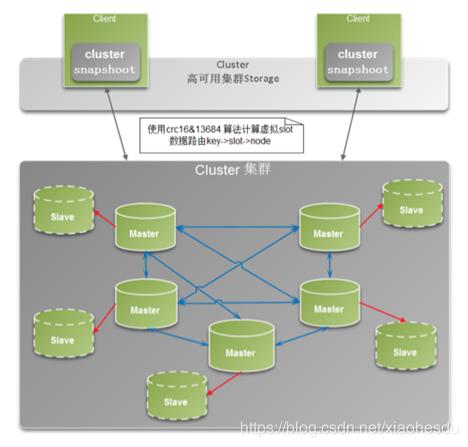 Client
Client
cluster
snapshoot
cluster
snapshoot
Cluster
高可用集群Storage
使用crc16&13684 算法计算虚拟slot
数据路由key->slot->node
Cluster 集群
Slave
Slave
Master
Master
Slave
Master
Master
Master
Slave
Slave
https://blog.csdn.net/xiaohesdu